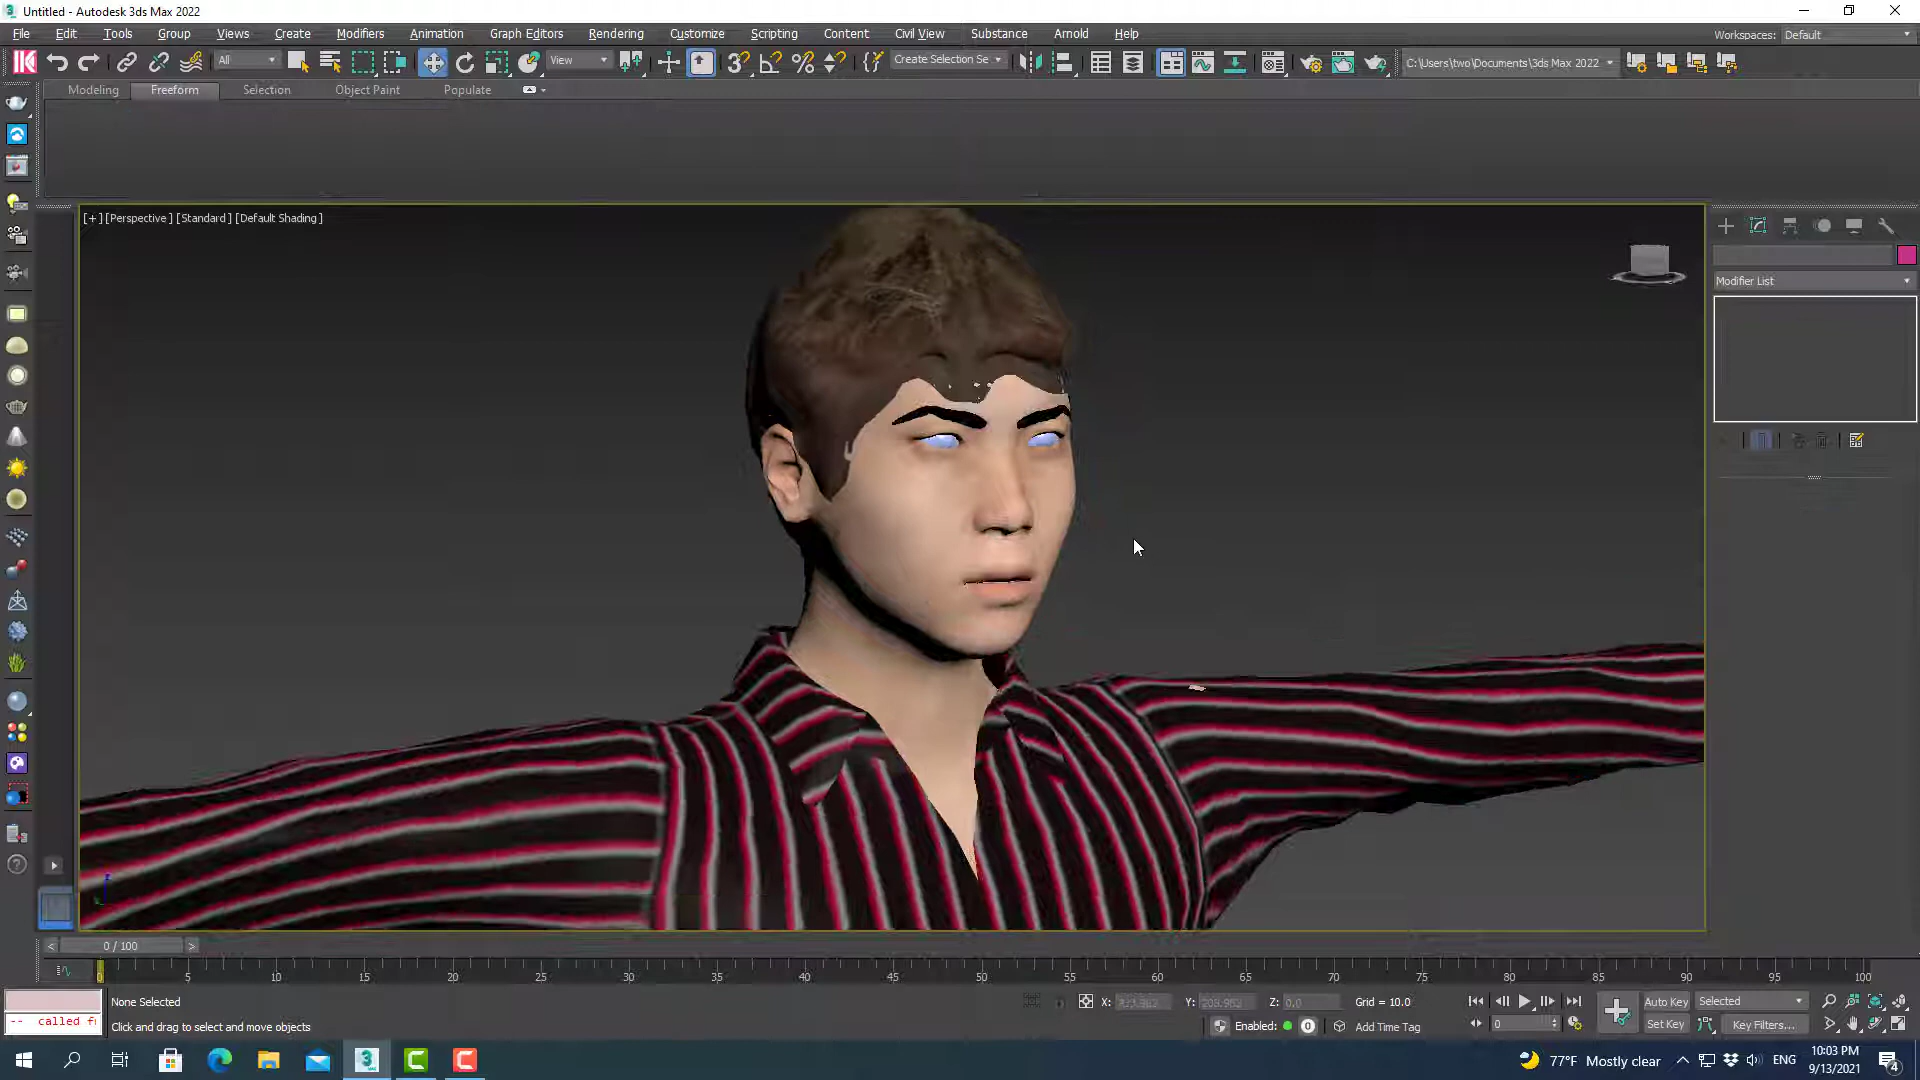 Untitled - Autodesk 3ds Max 2022
File Edit Tools Group Views Create Modifiers Animation Graph Editors Rendering Customize Scripting Content Civil View Substance Arnold Help
Workspaces: Default
All View Create Selection Se C:\Users\two\Documents\3ds Max 2022
Modeling Freeform Selection Object Paint Populate
[+] [Perspective ] [Standard ] [Default Shading ]
Modifier List
< 0 / 100 >
0 5 10 15 20 25 30 35 40 45 50 55 60 65 70 75 80 85 90 95 100
None Selected
X: Y: Z: 0.0 Grid = 10.0
Auto Key Selected
-- called f
Click and drag to select and move objects
Enabled: 0 Add Time Tag
0
Set Key Key Filters...
77°F Mostly clear
ENG
10:03 PM
9/13/2021
4